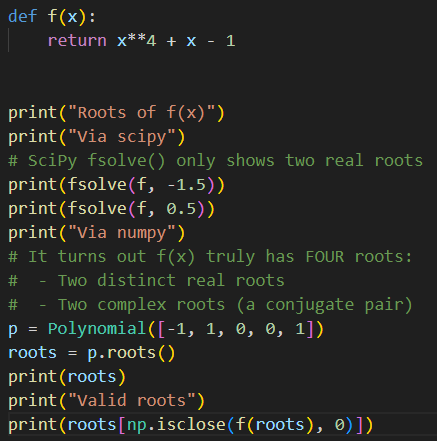 def f(x):
    return x**4 + x - 1
print("Roots of f(x)")
print("Via scipy")
# SciPy fsolve() only shows two real roots
print(fsolve(f, -1.5))
print(fsolve(f, 0.5))
print("Via numpy")
# It turns out f(x) truly has FOUR roots:
#  - Two distinct real roots
#  - Two complex roots (a conjugate pair)
p = Polynomial([-1, 1, 0, 0, 1])
roots = p.roots()
print(roots)
print("Valid roots")
print(roots[np.isclose(f(roots), 0)])